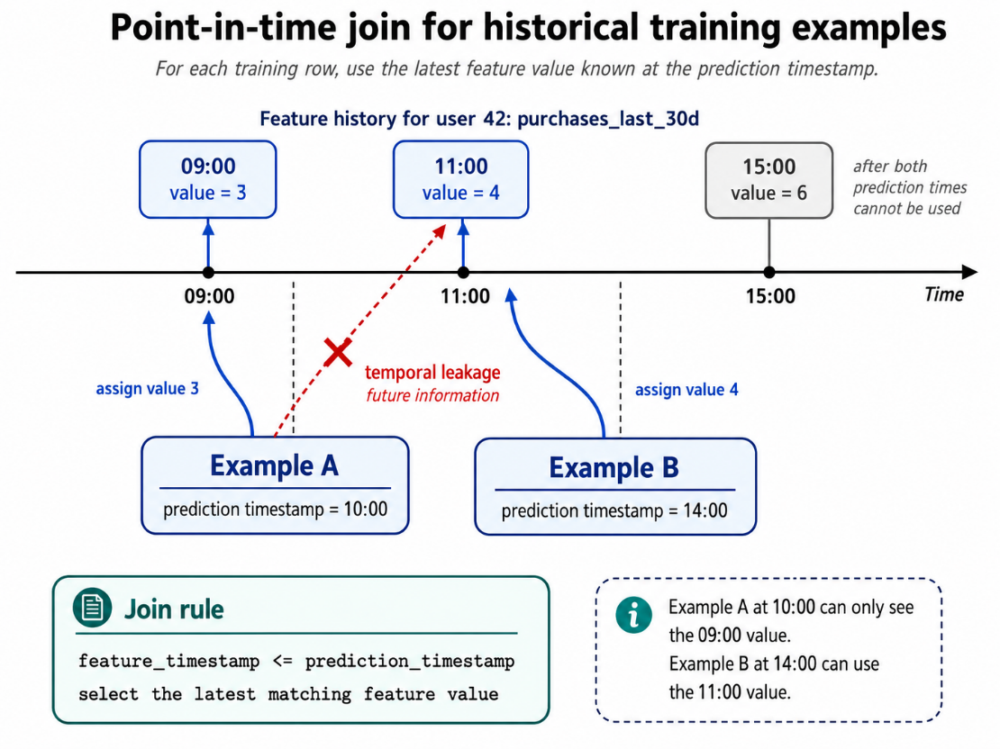 Point-in-time join for historical training examples
For each training row, use the latest feature value known at the prediction timestamp.
Feature history for user 42: purchases_last_30d
09:00
value = 3
11:00
value = 4
15:00
value = 6
after both
prediction times
cannot be used
09:00
11:00
15:00
Time
assign value 3
temporal leakage
future information
assign value 4
Example A
prediction timestamp = 10:00
Example B
prediction timestamp = 14:00
Join rule
feature_timestamp <= prediction_timestamp
select the latest matching feature value
i
Example A at 10:00 can only see
the 09:00 value.
Example B at 14:00 can use
the 11:00 value.